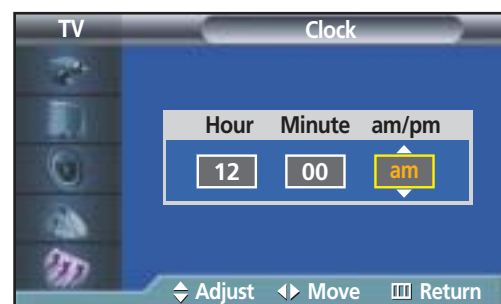 TV Clock
Hour Minute am/pm
12 00 am
Adjust Move Return